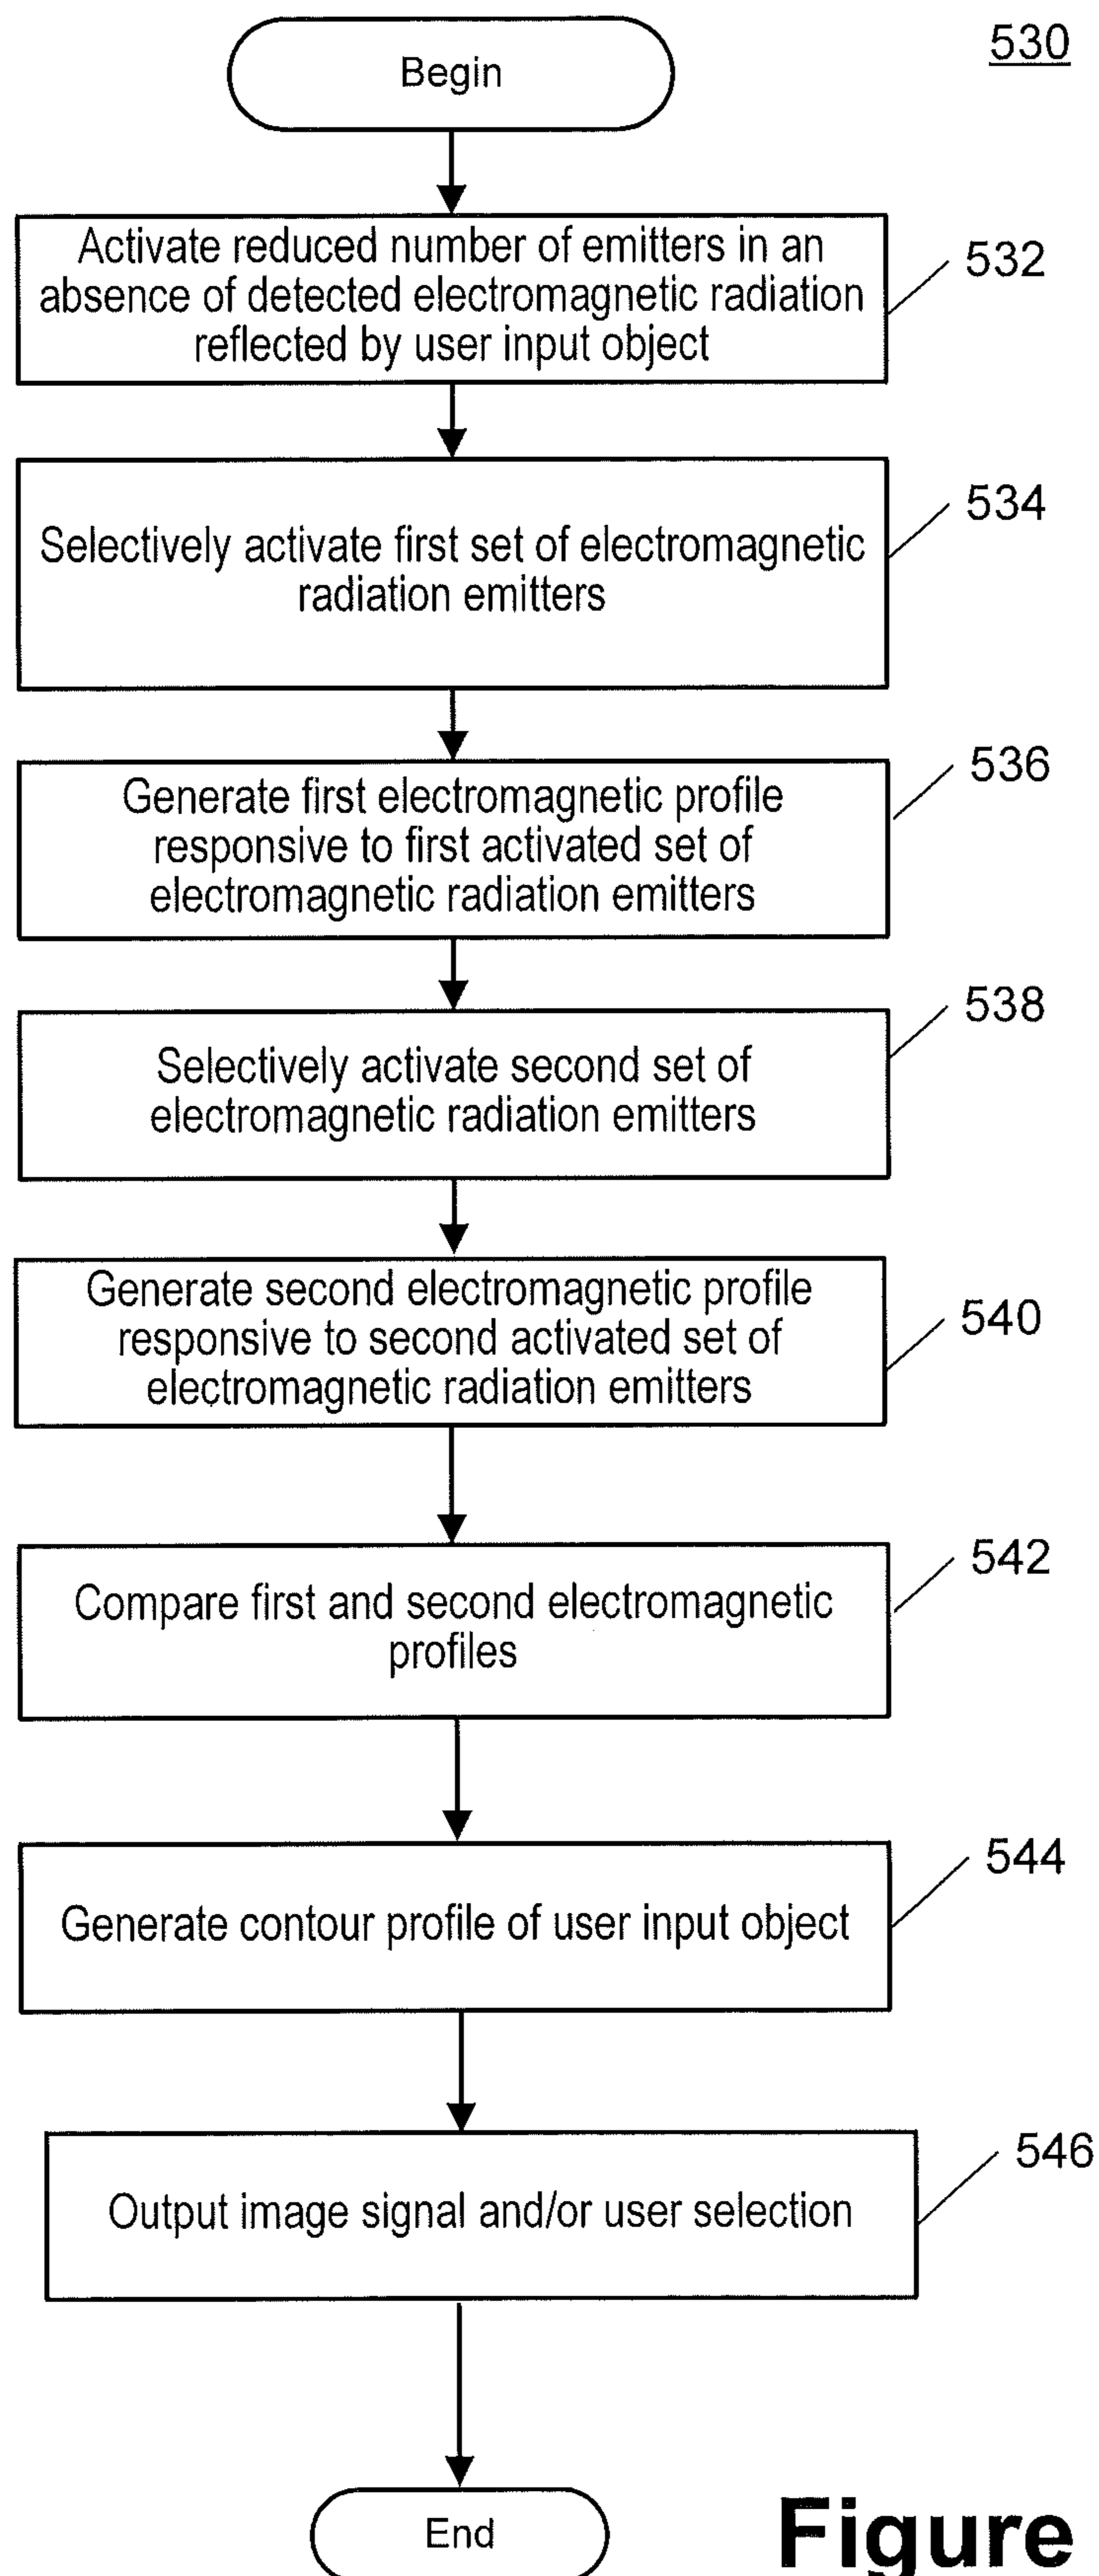 530
Begin
Activate reduced number of emitters in an
absence of detected electromagnetic radiation
reflected by user input object
532
Selectively activate first set of electromagnetic
radiation emitters
534
Generate first electromagnetic profile
responsive to first activated set of
electromagnetic radiation emitters
536
Selectively activate second set of
electromagnetic radiation emitters
538
Generate second electromagnetic profile
responsive to second activated set of
electromagnetic radiation emitters
540
Compare first and second electromagnetic
profiles
542
Generate contour profile of user input object
544
Output image signal and/or user selection
546
End
Figure